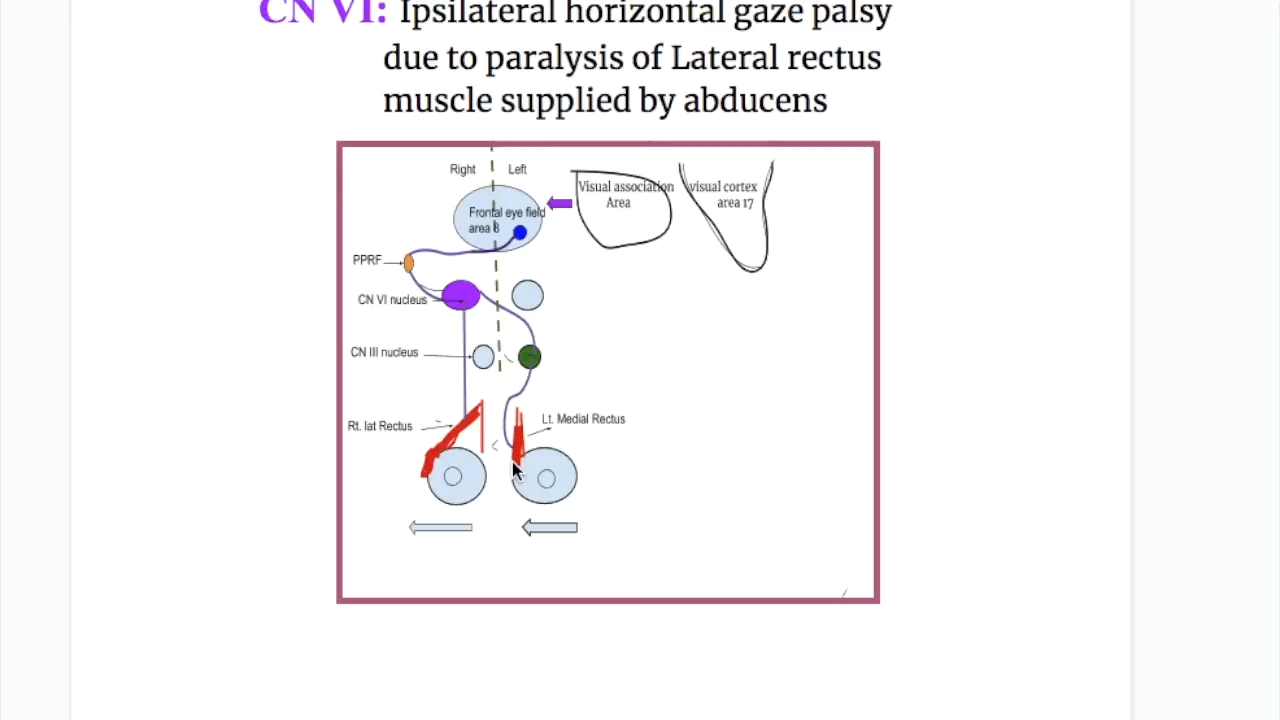 CN VI: Ipsilateral horizontal gaze palsy
due to paralysis of Lateral rectus
muscle supplied by abducens
Right Left
Visual association
Area
visual cortex
area 17
Frontal eye field
area 8
PPRF
CN VI nucleus
CN III nucleus
Rt. lat Rectus
Lt. Medial Rectus